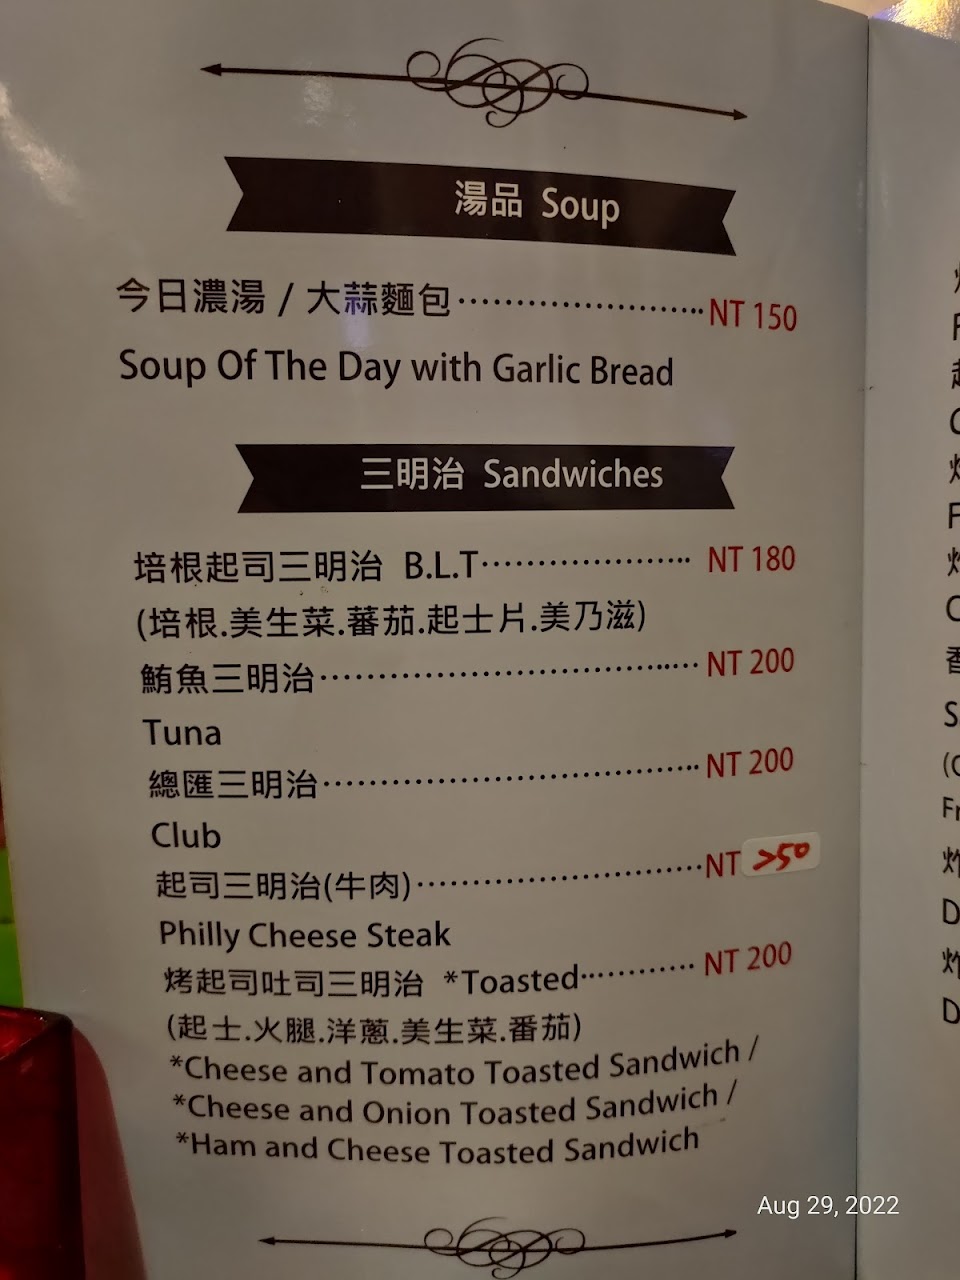 湯品 Soup
今日濃湯 / 大蒜麵包 NT 150
Soup Of The Day with Garlic Bread
三明治 Sandwiches
培根起司三明治 B.L.T NT 180
(培根.美生菜.蕃茄.起士片.美乃滋)
鮪魚三明治 NT 200
Tuna
總匯三明治 NT 200
Club
起司三明治(牛肉) NT 250
Philly Cheese Steak
烤起司吐司三明治 *Toasted NT 200
(起士.火腿.洋蔥.美生菜.番茄)
*Cheese and Tomato Toasted Sandwich /
*Cheese and Onion Toasted Sandwich /
*Ham and Cheese Toasted Sandwich
Aug 29, 2022